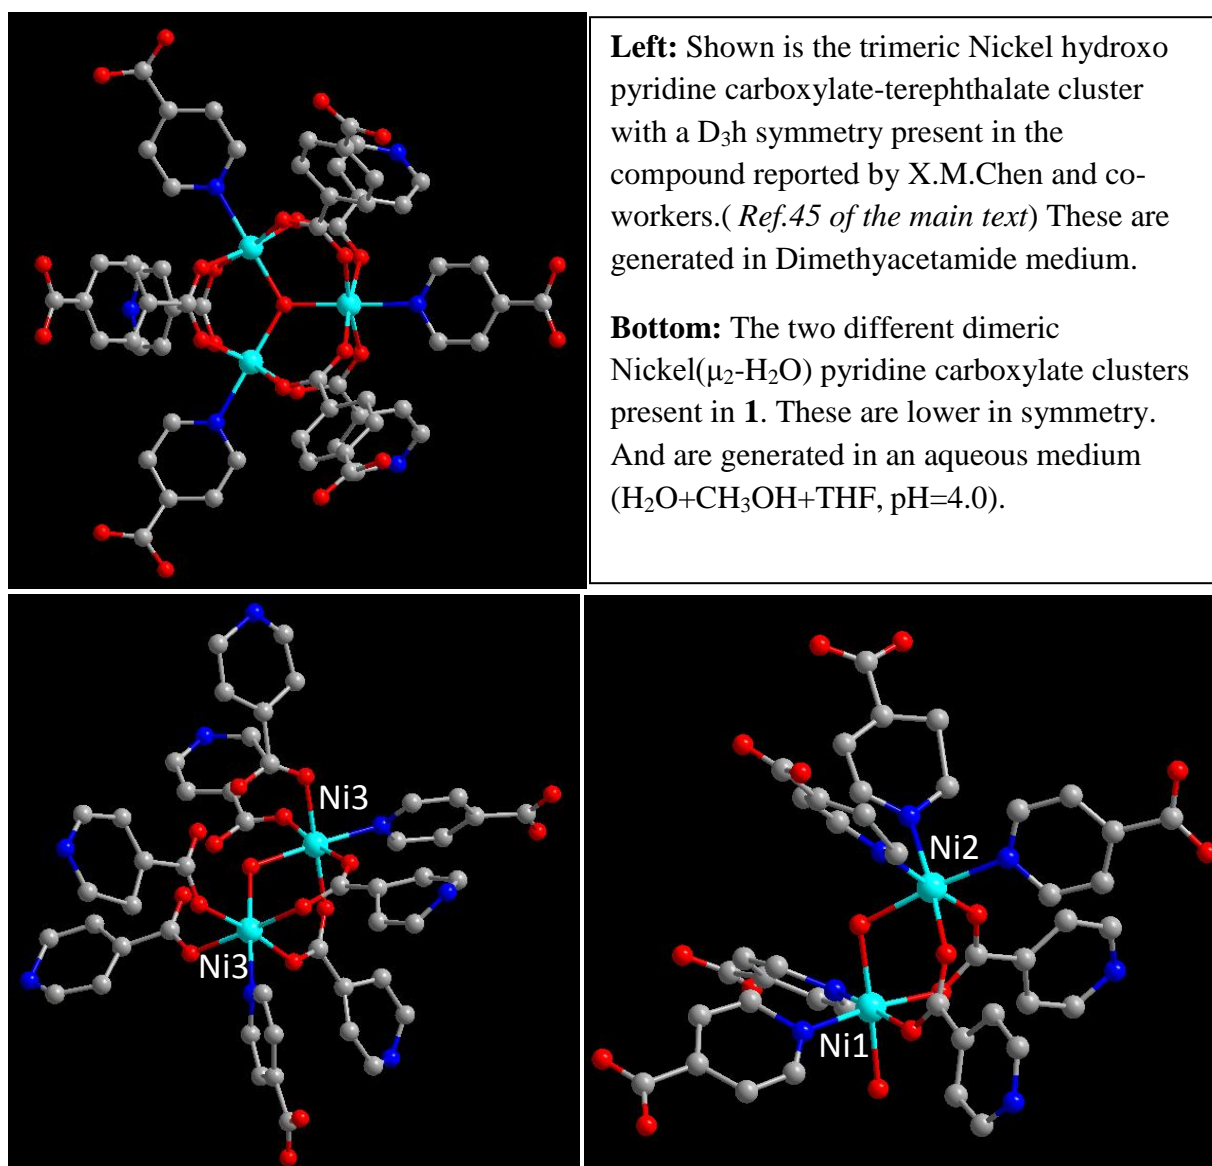 Left: Shown is the trimeric Nickel hydroxo
pyridine carboxylate-terephthalate cluster
with a D₃h symmetry present in the
compound reported by X.M.Chen and co-
workers.( Ref.45 of the main text) These are
generated in Dimethyacetamide medium.
Bottom: The two different dimeric
Nickel(μ₂-H₂O) pyridine carboxylate clusters
present in 1. These are lower in symmetry.
And are generated in an aqueous medium
(H₂O+CH₃OH+THF, pH=4.0).
Ni3
Ni3
Ni2
Ni1